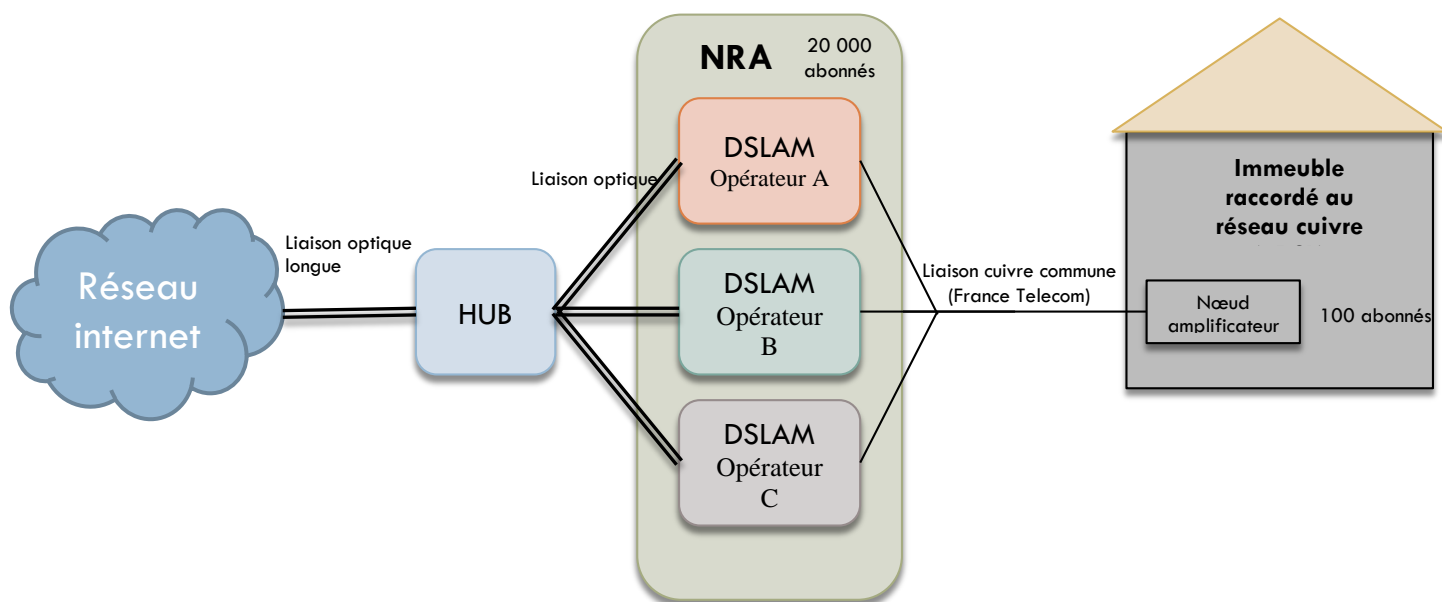 Réseau
internet
Liaison optique
longue
HUB
Liaison optique
NRA
20 000
abonnés
DSLAM
Opérateur A
DSLAM
Opérateur
B
DSLAM
Opérateur
C
Liaison cuivre commune
(France Telecom)
Immeuble
raccordé au
réseau cuivre
Nœud
amplificateur
100 abonnés